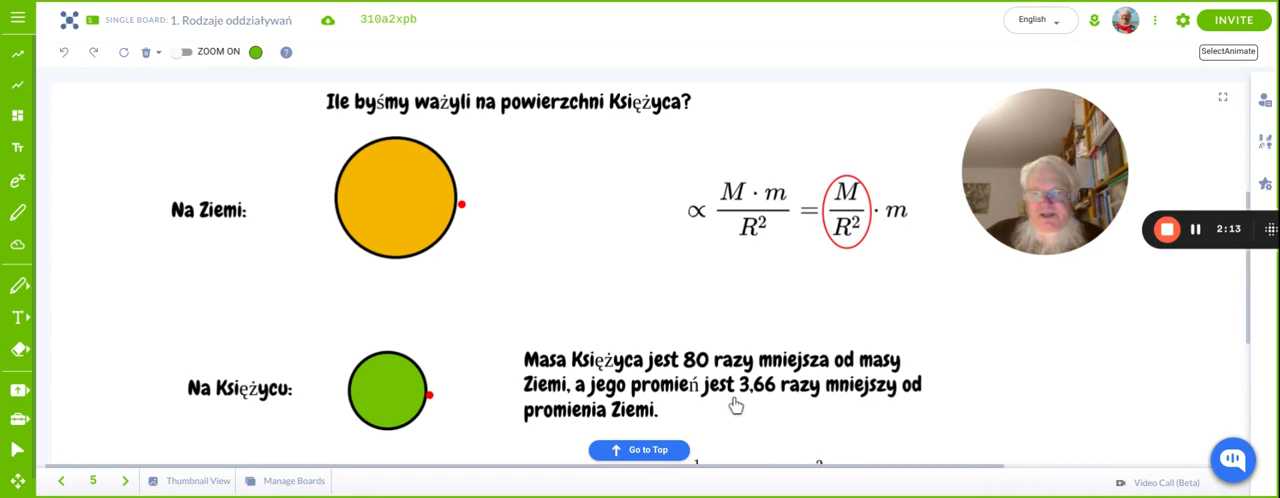 SINGLE BOARD: 1. Rodzaje oddziaływań
310a2xpb
English
INVITE
ZOOM ON
SelectAnimate
Ile byśmy ważyli na powierzchni Księżyca?
Na Ziemi:
∝ M · m / R² = M / R² · m
2:13
Na Księżycu:
Masa Księżyca jest 80 razy mniejsza od masy
Ziemi, a jego promień jest 3,66 razy mniejszy od
promienia Ziemi.
Go to Top
5
Thumbnail View
Manage Boards
Video Call (Beta)